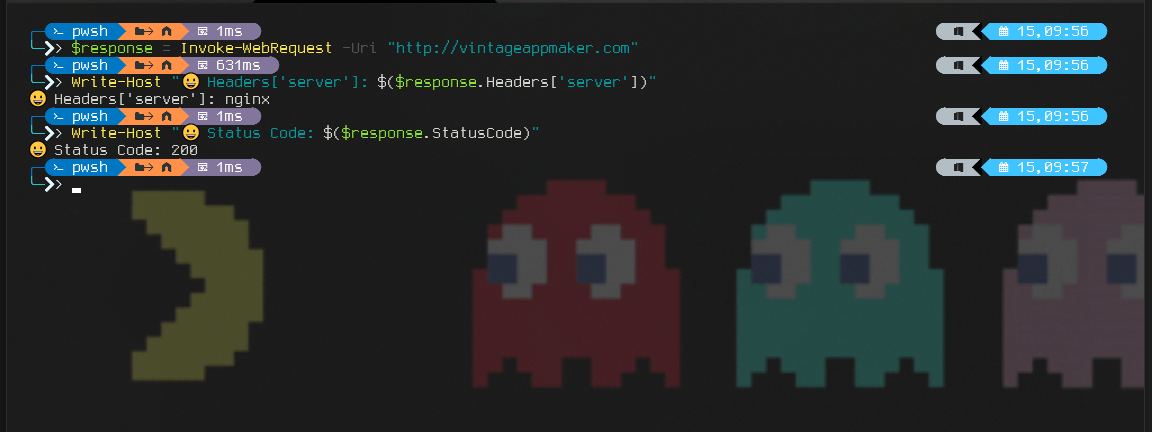 pwsh 1ms 15,09:56
$response = Invoke-WebRequest -Uri "http://vintageappmaker.com"
pwsh 631ms 15,09:56
Write-Host "😀 Headers['server']: $($response.Headers['server'])"
😀 Headers['server']: nginx
pwsh 1ms 15,09:56
Write-Host "😀 Status Code: $($response.StatusCode)"
😀 Status Code: 200
pwsh 1ms 15,09:57